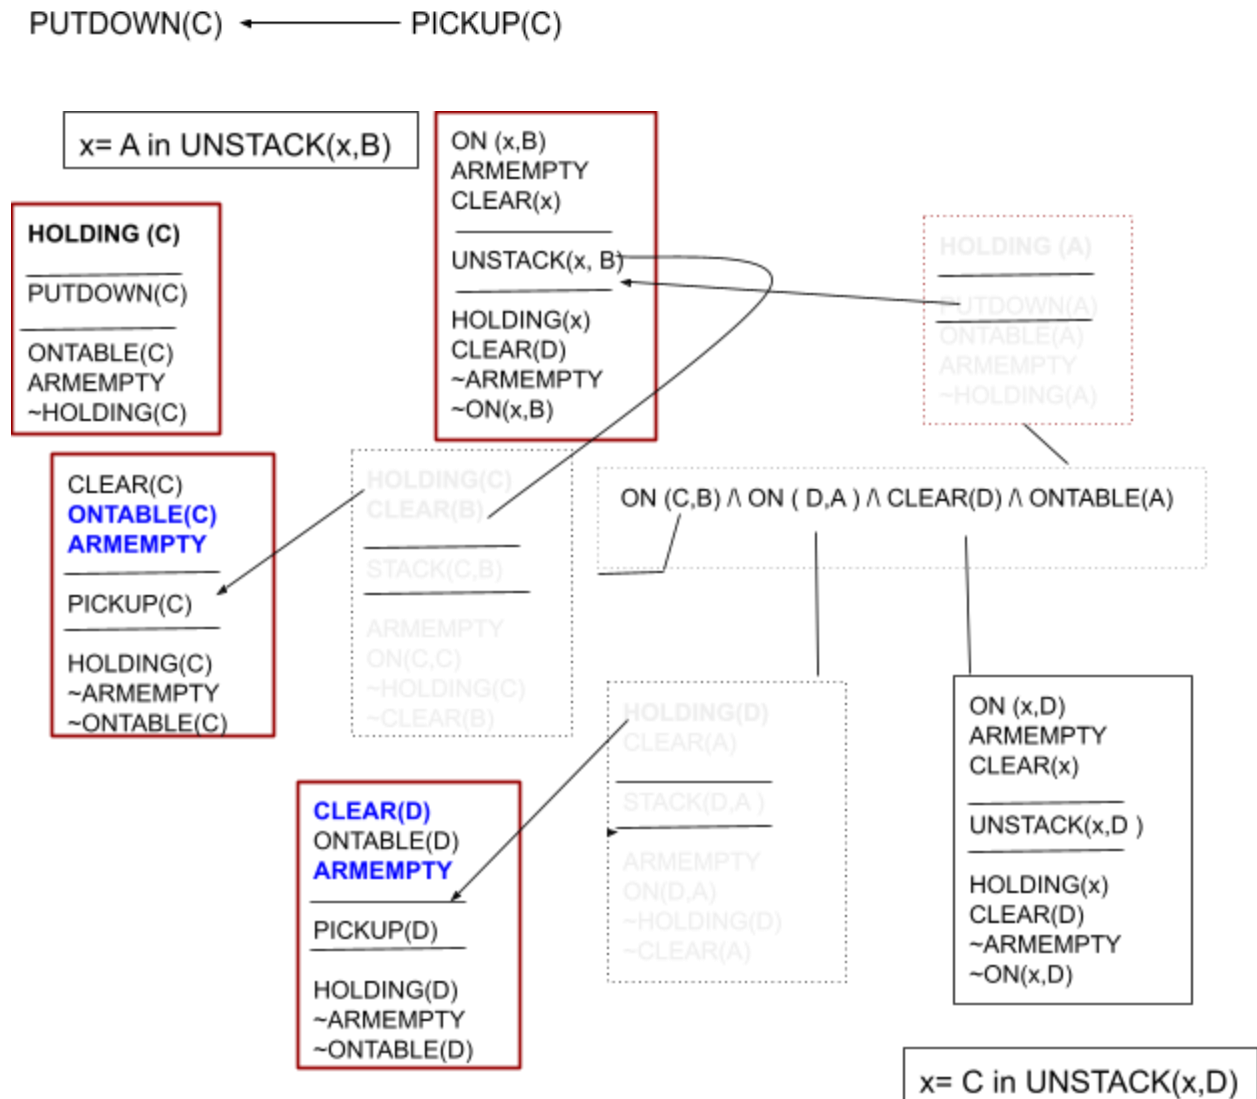 PUTDOWN(C) PICKUP(C)
x= A in UNSTACK(x,B)
ON (x,B)
ARMEMPTY
CLEAR(x)
UNSTACK(x, B)
HOLDING(x)
CLEAR(D)
~ARMEMPTY
~ON(x,B)
HOLDING (C)
PUTDOWN(C)
ONTABLE(C)
ARMEMPTY
~HOLDING(C)
HOLDING (A)
PUTDOWN(A)
ONTABLE(A)
ARMEMPTY
~HOLDING(A)
CLEAR(C)
ONTABLE(C)
ARMEMPTY
PICKUP(C)
HOLDING(C)
~ARMEMPTY
~ONTABLE(C)
HOLDING(C)
CLEAR(B)
STACK(C,B)
ARMEMPTY
ON(C,C)
~HOLDING(C)
~CLEAR(B)
ON (C,B) /\ ON ( D,A ) /\ CLEAR(D) /\ ONTABLE(A)
CLEAR(D)
ONTABLE(D)
ARMEMPTY
PICKUP(D)
HOLDING(D)
~ARMEMPTY
~ONTABLE(D)
HOLDING(D)
CLEAR(A)
STACK(D,A )
ARMEMPTY
ON(D,A)
~HOLDING(D)
~CLEAR(A)
ON (x,D)
ARMEMPTY
CLEAR(x)
UNSTACK(x,D )
HOLDING(x)
CLEAR(D)
~ARMEMPTY
~ON(x,D)
x= C in UNSTACK(x,D)